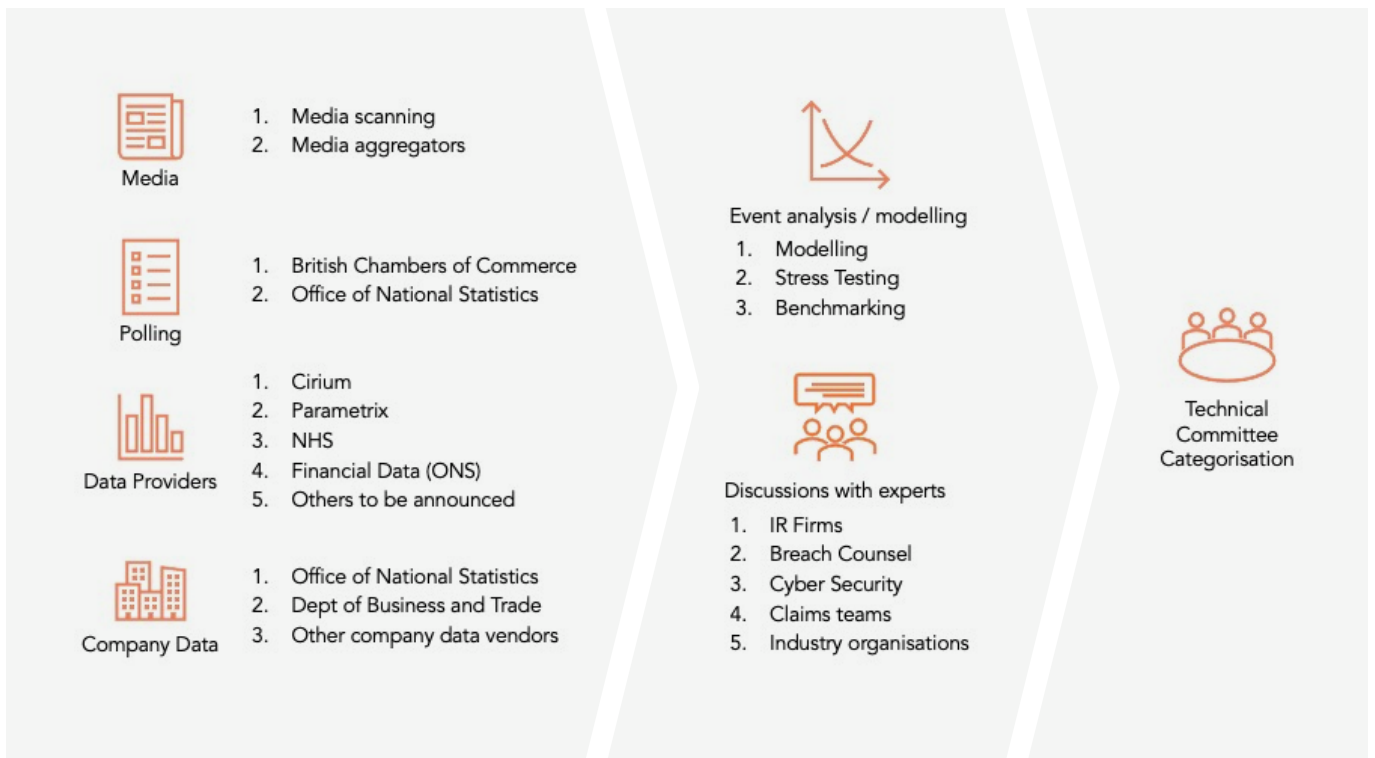 Media
1. Media scanning
2. Media aggregators
Polling
1. British Chambers of Commerce
2. Office of National Statistics
Data Providers
1. Cirium
2. Parametrix
3. NHS
4. Financial Data (ONS)
5. Others to be announced
Company Data
1. Office of National Statistics
2. Dept of Business and Trade
3. Other company data vendors
Event analysis / modelling
1. Modelling
2. Stress Testing
3. Benchmarking
Discussions with experts
1. IR Firms
2. Breach Counsel
3. Cyber Security
4. Claims teams
5. Industry organisations
Technical
Committee
Categorisation